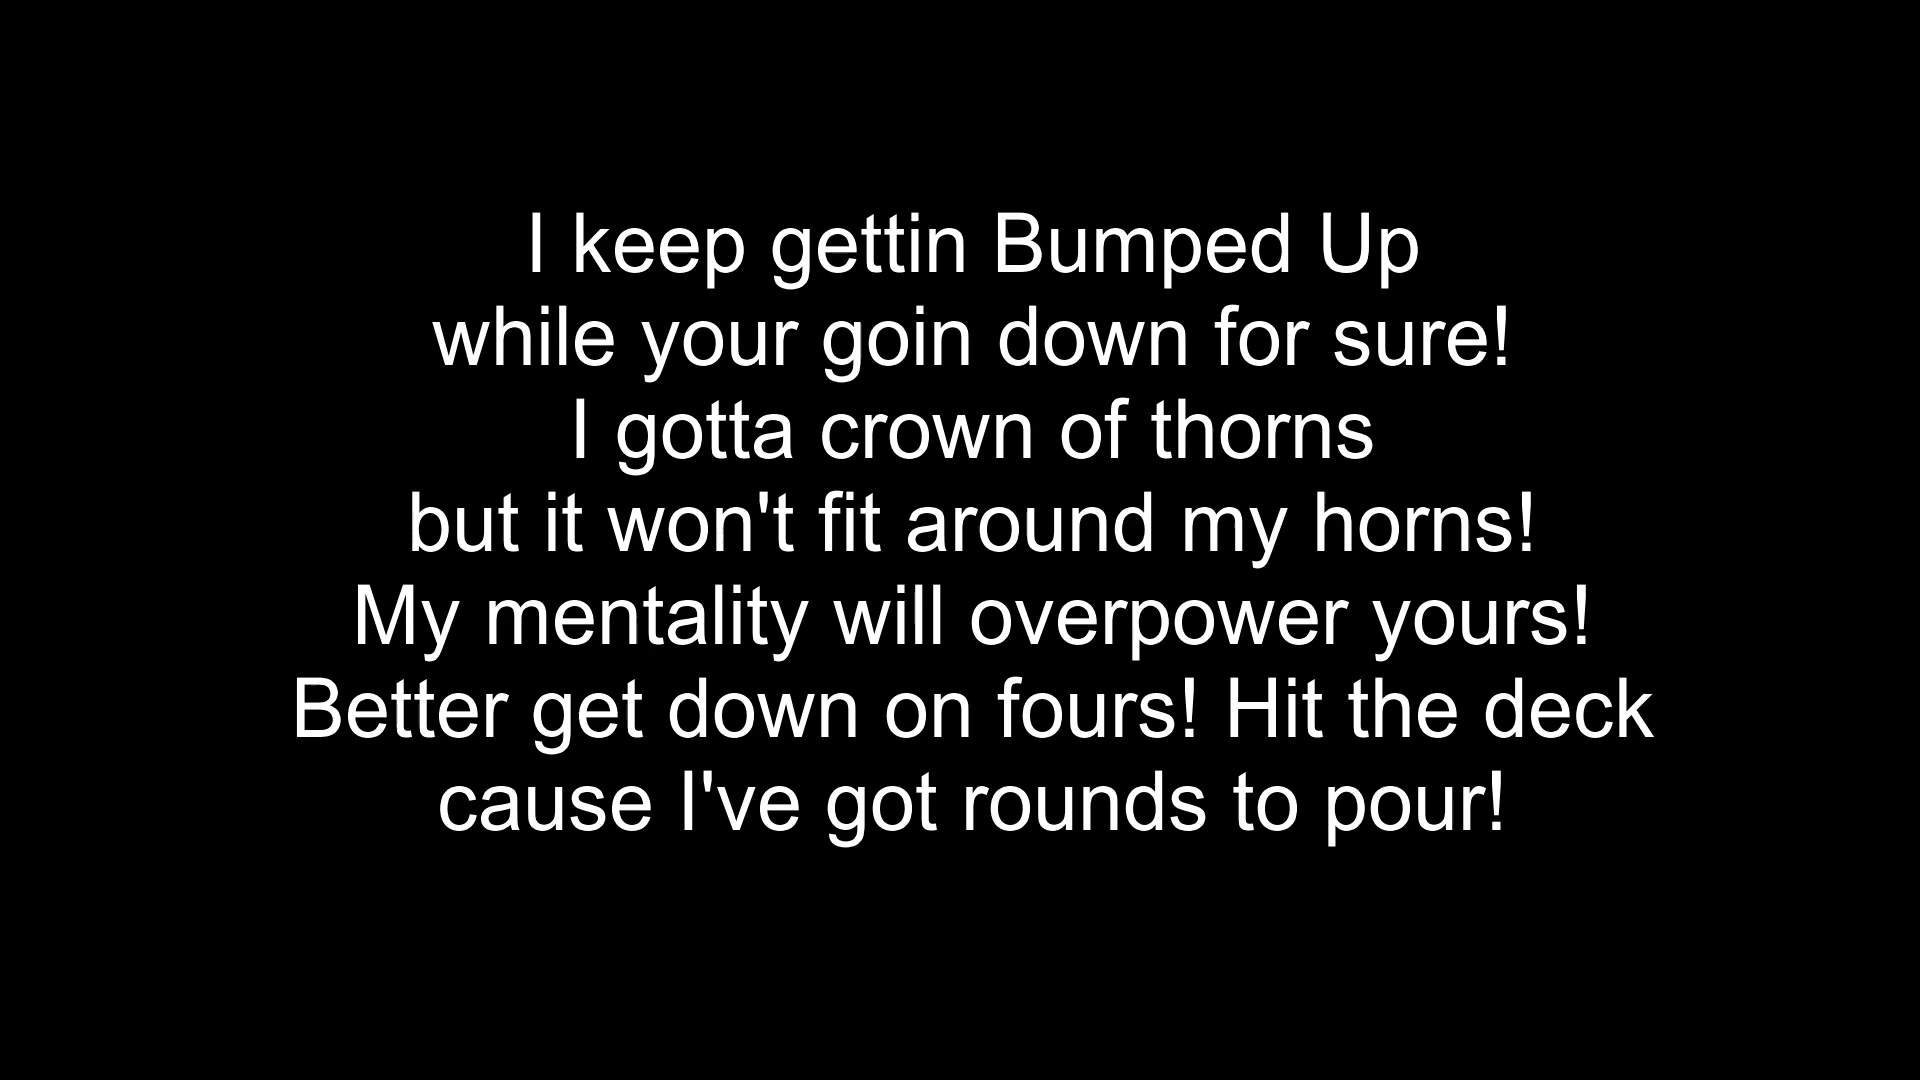 I keep gettin Bumped Up
while your goin down for sure!
I gotta crown of thorns
but it won't fit around my horns!
My mentality will overpower yours!
Better get down on fours! Hit the deck
cause I've got rounds to pour!